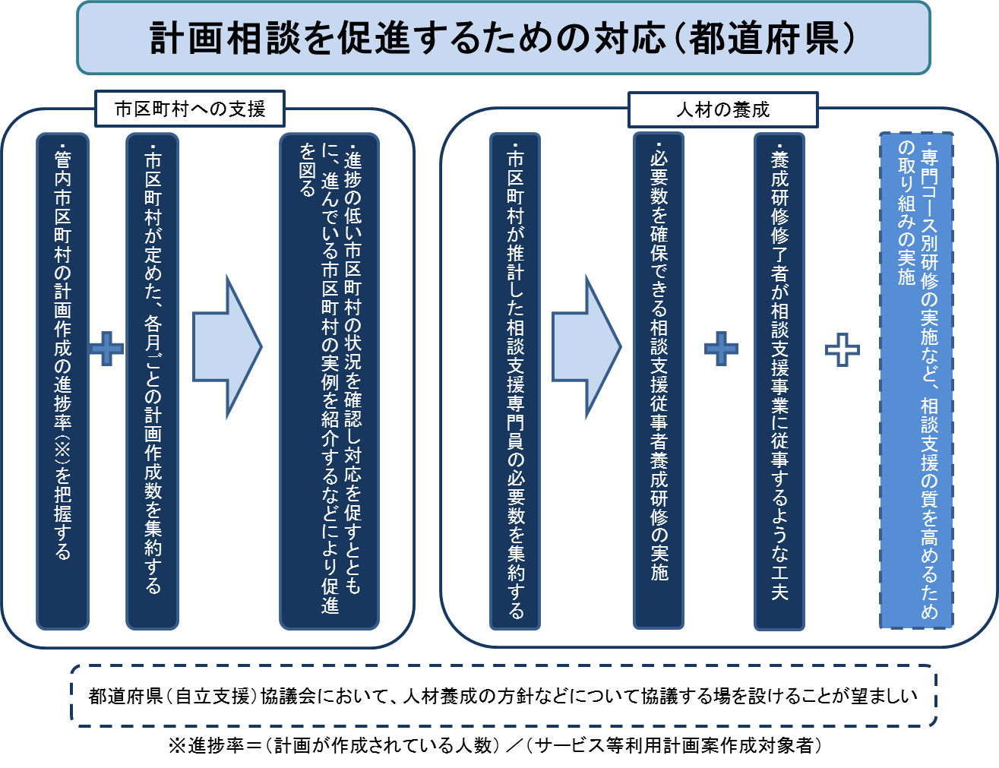 計画相談を促進するための対応（都道府県）
市区町村への支援
・管内市区町村の計画作成の進捗率（※）を把握する
・市区町村が定めた、各月ごとの計画作成数を集約する
・進捗の低い市区町村の状況を確認し対応を促すととも
に、進んでいる市区町村の実例を紹介するなどにより促進
を図る
人材の養成
・市区町村が推計した相談支援専門員の必要数を集約する
・必要数を確保できる相談支援従事者養成研修の実施
・養成研修修了者が相談支援事業に従事するような工夫
・専門コース別研修の実施など、相談支援の質を高めるため
の取り組みの実施
都道府県（自立支援）協議会において、人材養成の方針などについて協議する場を設けることが望ましい
※進捗率＝（計画が作成されている人数）／（サービス等利用計画案作成対象者）